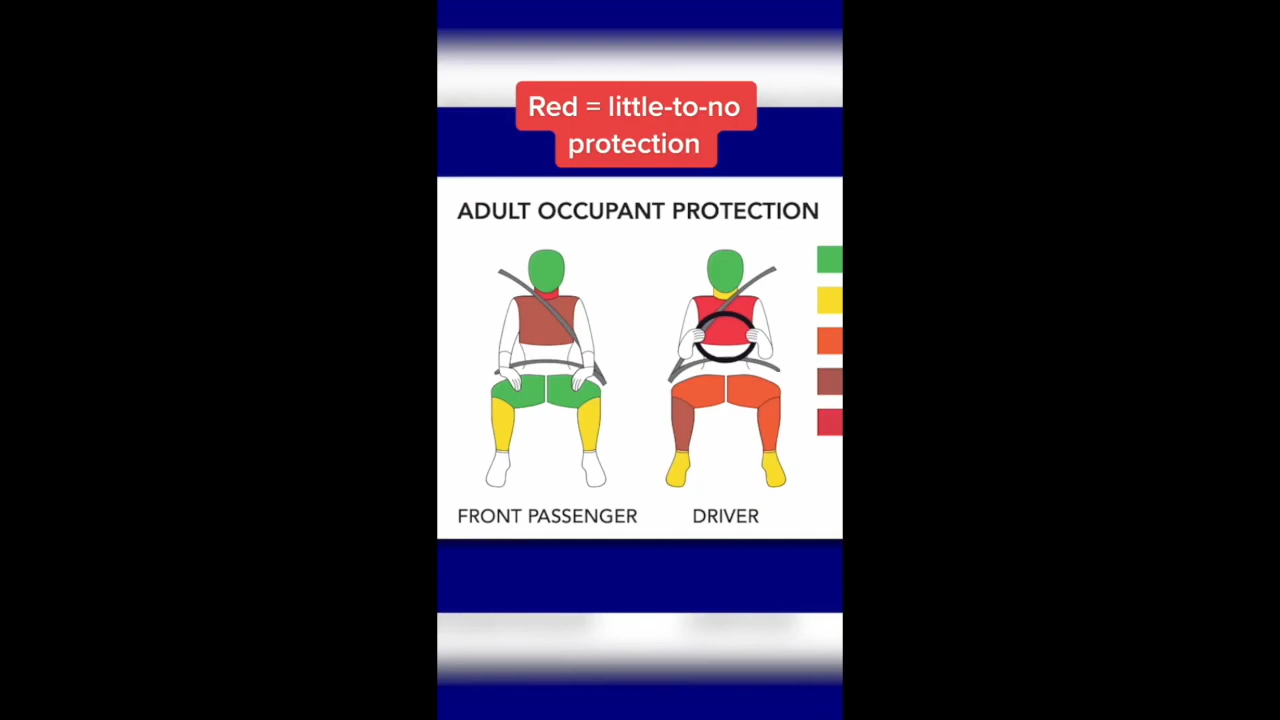 Red = little-to-no
protection
ADULT OCCUPANT PROTECTION
FRONT PASSENGER
DRIVER